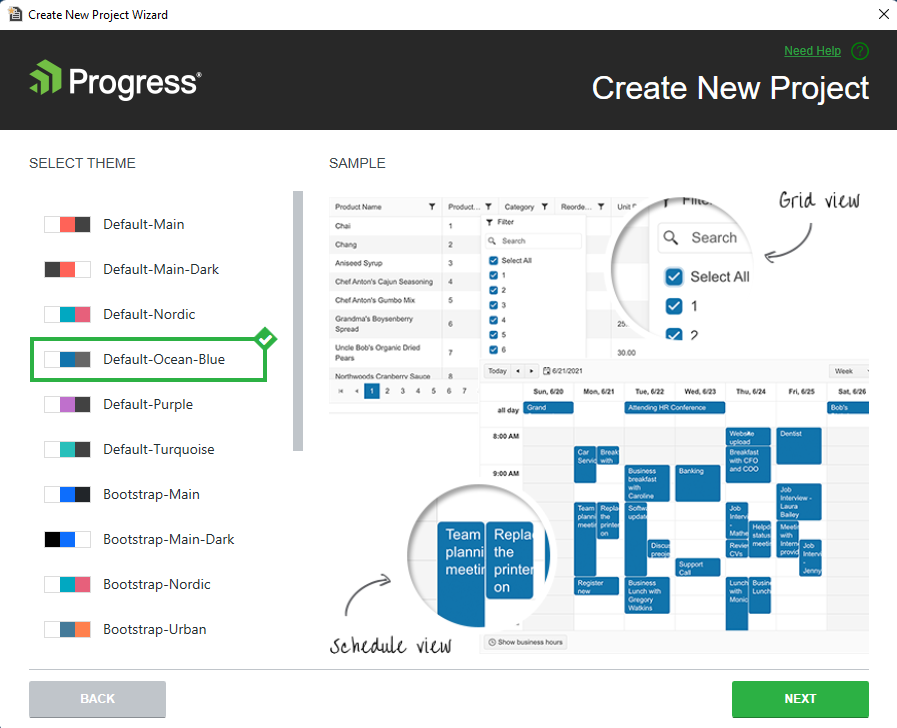 Create New Project Wizard
Need Help ?
Progress®
Create New Project
SELECT THEME
Default-Main
Default-Main-Dark
Default-Nordic
Default-Ocean-Blue
Default-Purple
Default-Turquoise
Bootstrap-Main
Bootstrap-Main-Dark
Bootstrap-Nordic
Bootstrap-Urban
SAMPLE
Product Name Product... Category Reorde... Unit
Chai 1
Chang 2
Aniseed Syrup 3
Chef Anton's Cajun Seasoning 4
Chef Anton's Gumbo Mix 5
Grandma's Boysenberry
Spread
6
25.
Uncle Bob's Organic Dried
Pears
7
30.00
Northwoods Cranberry Sauce 8
1 2 3 4 5 6 7
Filter
Search
Select All
1
2
3
4
5
6
Search
Select All
1
2
Grid view
Today 6/21/2021 Week
Sun, 6/20 Mon, 6/21 Tue, 6/22 Wed, 6/23 Thu, 6/24 Fri, 6/25 Sat, 6/26
all day Grand Attending HR Conference Bob's
8:00 AM
9:00 AM
Car
Servic
Break
with
Team
planni
meetin
Repla
the
printer
on
Register
new
Business
breakfast
with
Caroline
Softw
update
Discus
Business
Lunch with
Gregory
Watkins
Banking
Support
Call
Website
upload
Breakfast
with CFO
and COO
Job
Interv
-
Mathe
Helpd
status
meetin
Review
CVs
Lunch
with
Monic
Busin
Lunc
Dentist
Job
Interview -
Laura
Bailey
Meetin
with
Intern
provid
Job
Interv
-
Jenny
Team
planni
meetir
Repla
the
printer
on
Schedule view
Show business hours
BACK
NEXT